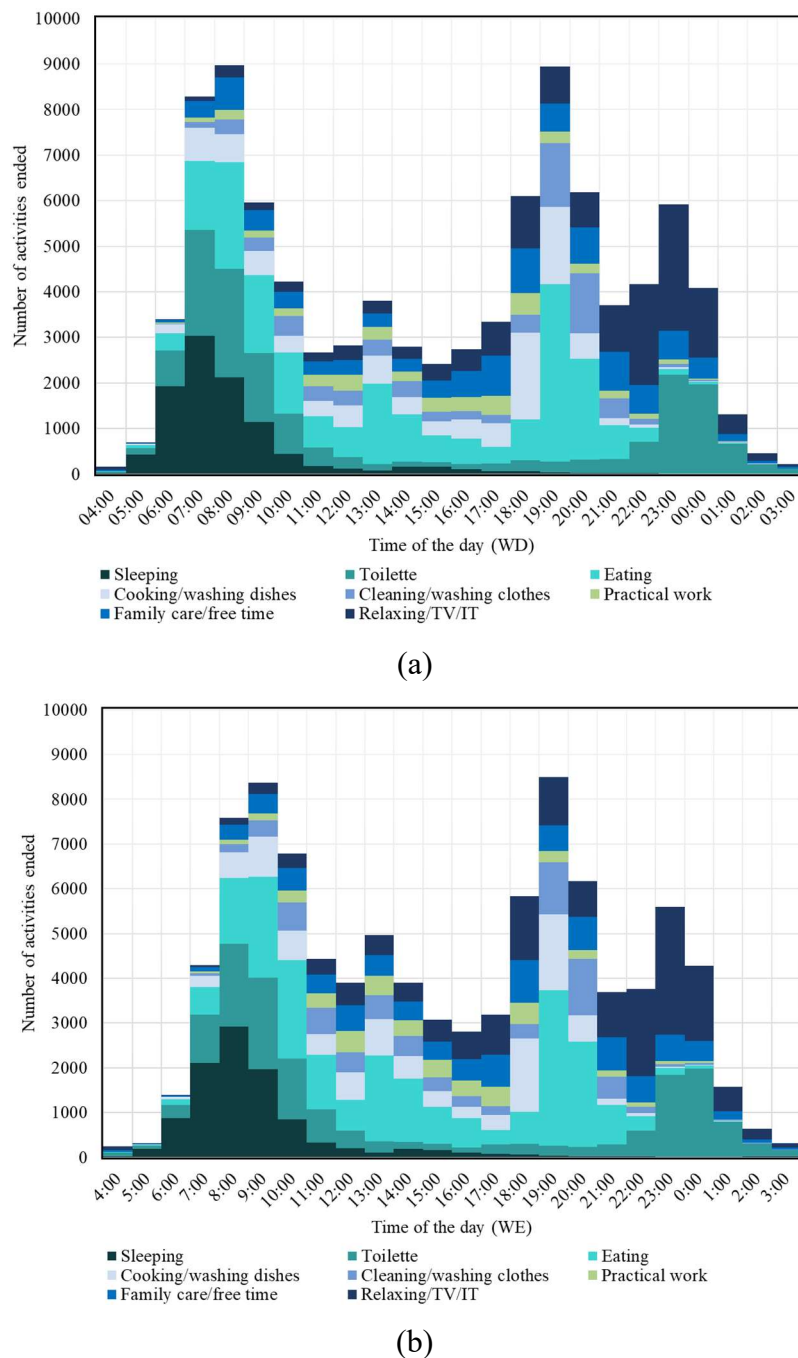 10000
9000
8000
7000
6000
5000
4000
3000
2000
1000
0
Number of activities ended
04:00 05:00 06:00 07:00 08:00 09:00 10:00 11:00 12:00 13:00 14:00 15:00 16:00 17:00 18:00 19:00 20:00 21:00 22:00 23:00 00:00 01:00 02:00 03:00
Time of the day (WD)
Sleeping Toilette Eating
Cooking/washing dishes Cleaning/washing clothes Practical work
Family care/free time Relaxing/TV/IT
(a)
10000
9000
8000
7000
6000
5000
4000
3000
2000
1000
0
Number of activities ended
4:00 5:00 6:00 7:00 8:00 9:00 10:00 11:00 12:00 13:00 14:00 15:00 16:00 17:00 18:00 19:00 20:00 21:00 22:00 23:00 0:00 1:00 2:00 3:00
Time of the day (WE)
Sleeping Toilette Eating
Cooking/washing dishes Cleaning/washing clothes Practical work
Family care/free time Relaxing/TV/IT
(b)